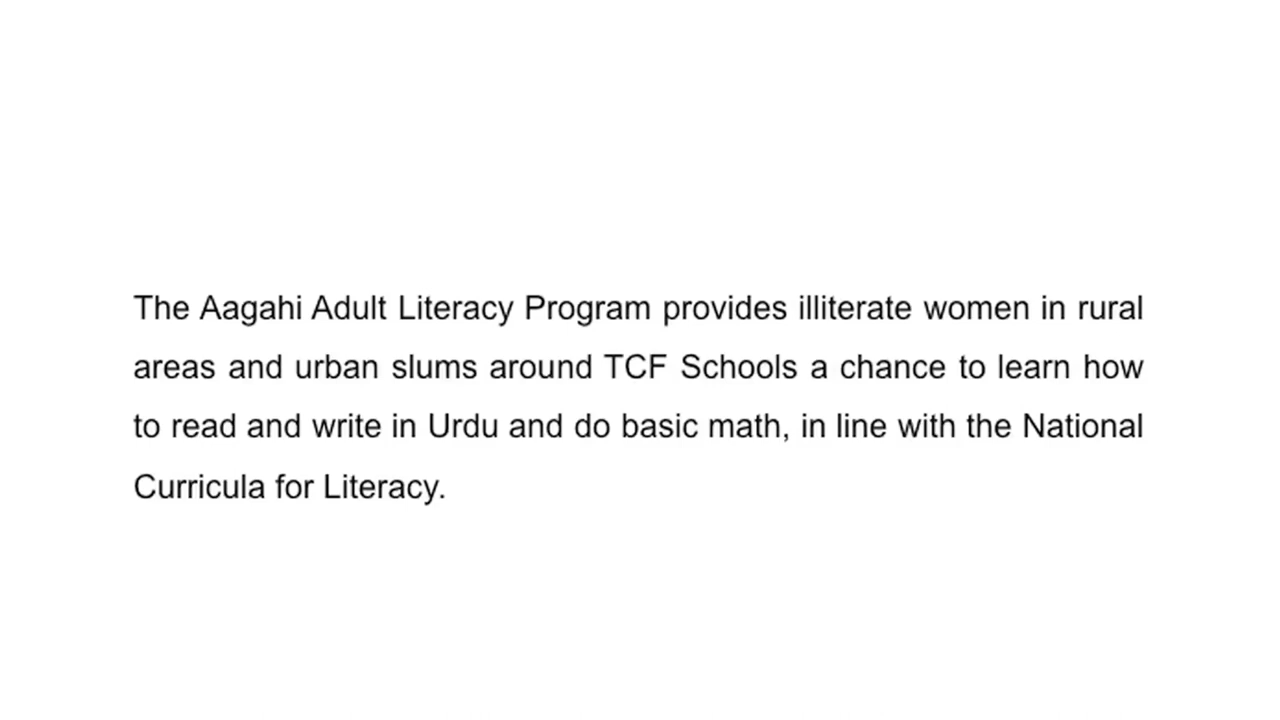 The Aagahi Adult Literacy Program provides illiterate women in rural
areas and urban slums around TCF Schools a chance to learn how
to read and write in Urdu and do basic math, in line with the National
Curricula for Literacy.